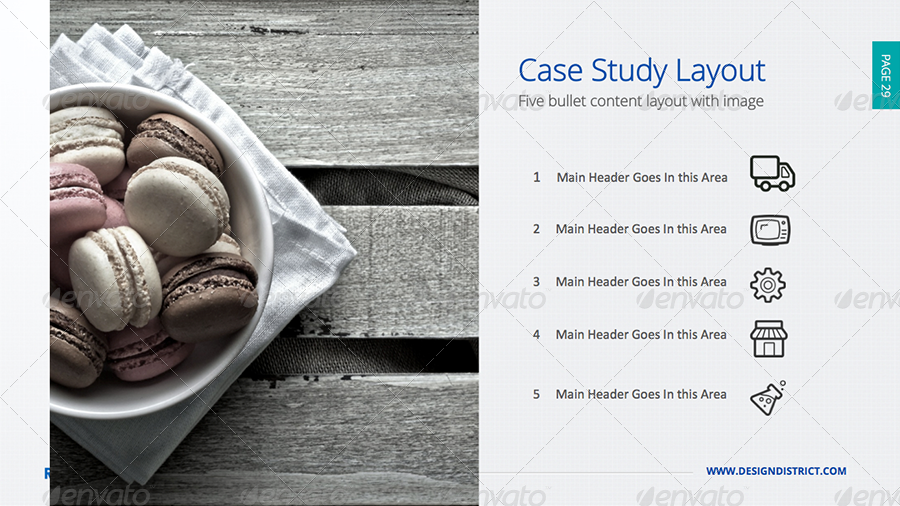 Case Study Layout
Five bullet content layout with image
PAGE 29
1 Main Header Goes In this Area
2 Main Header Goes In this Area
3 Main Header Goes In this Area
4 Main Header Goes In this Area
5 Main Header Goes In this Area
WWW.DESIGNDISTRICT.COM
envato